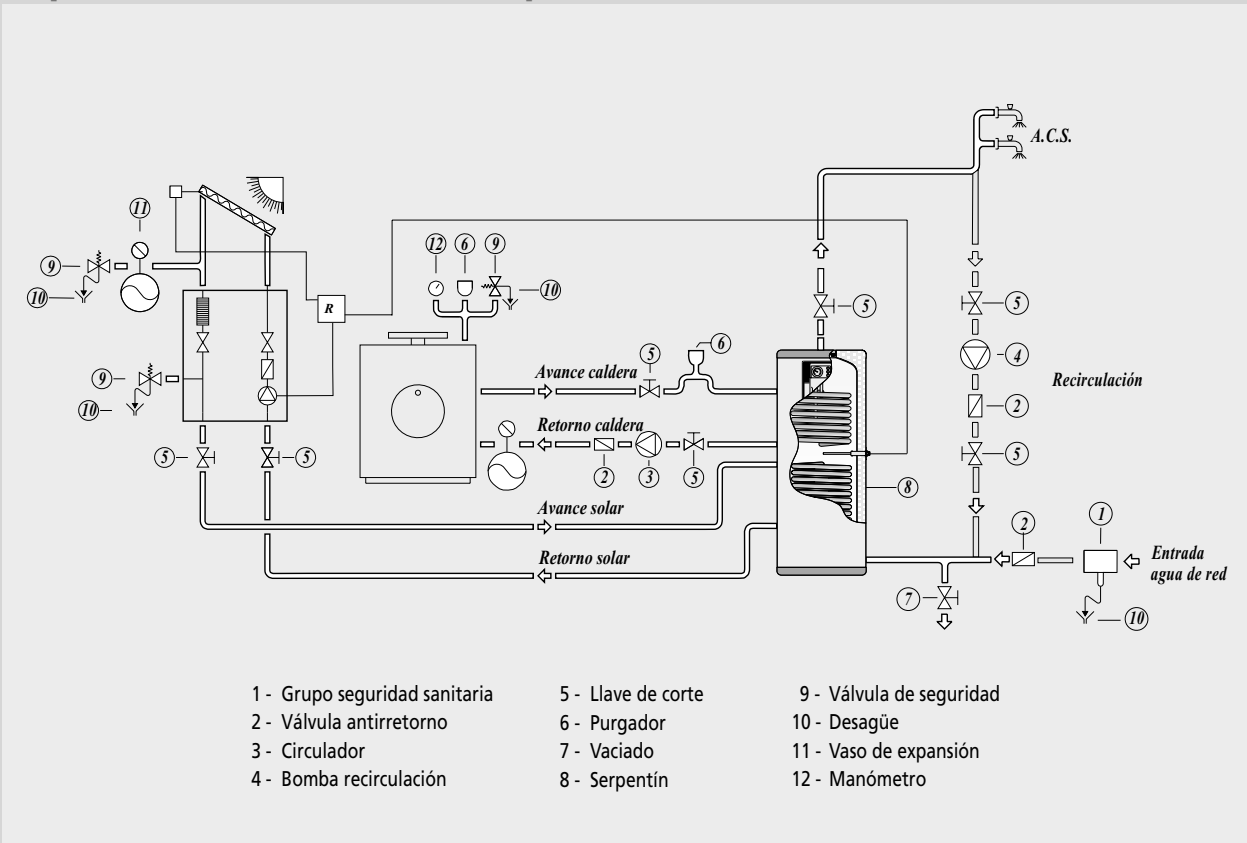 A.C.S.
11
12
6
9
9
10
10
5
5
R
6
5
4
9
Avance caldera
Recirculación
10
2
Retorno caldera
5
5
2
3
5
5
8
Avance solar
2
1
Retorno solar
Entrada
agua de red
7
10
1 - Grupo seguridad sanitaria
2 - Válvula antirretorno
3 - Circulador
4 - Bomba recirculación
5 - Llave de corte
6 - Purgador
7 - Vaciado
8 - Serpentín
9 - Válvula de seguridad
10 - Desagüe
11 - Vaso de expansión
12 - Manómetro